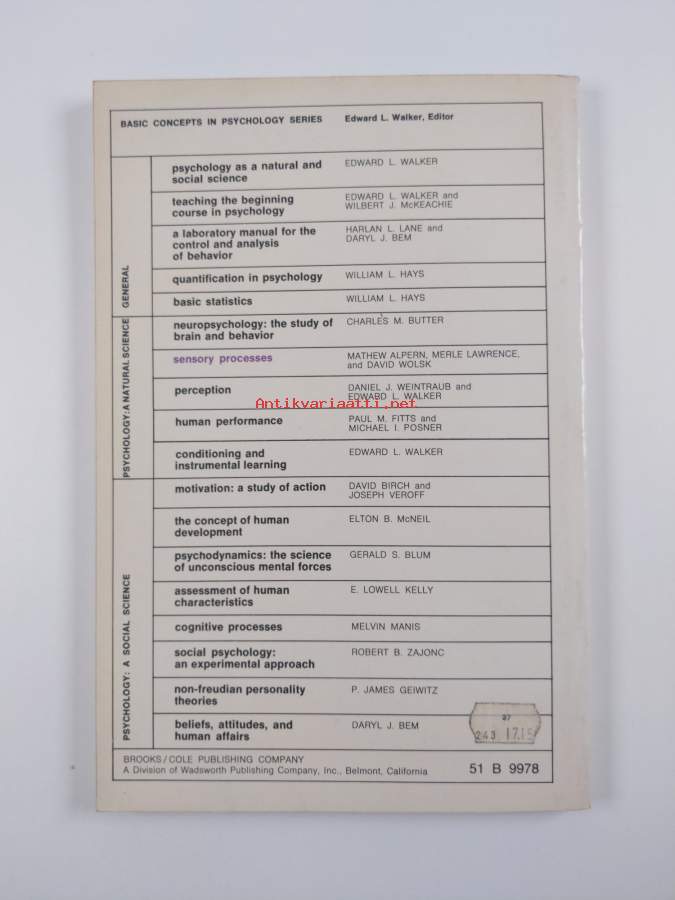 BASIC CONCEPTS IN PSYCHOLOGY SERIES Edward L. Walker, Editor
GENERAL
psychology as a natural and
social science
EDWARD L. WALKER
teaching the beginning
course in psychology
EDWARD L. WALKER and
WILBERT J. McKEACHIE
a laboratory manual for the
control and analysis
of behavior
HARLAN L. LANE and
DARYL J. BEM
quantification in psychology
WILLIAM L. HAYS
basic statistics
WILLIAM L. HAYS
PSYCHOLOGY: A NATURAL SCIENCE
neuropsychology: the study of
brain and behavior
CHARLES M. BUTTER
sensory processes
MATHEW ALPERN, MERLE LAWRENCE,
and DAVID WOLSK
perception
DANIEL J. WEINTRAUB and
EDWARD L. WALKER
Antikvariaatti.net
human performance
PAUL M. FITTS and
MICHAEL I. POSNER
conditioning and
instrumental learning
EDWARD L. WALKER
PSYCHOLOGY: A SOCIAL SCIENCE
motivation: a study of action
DAVID BIRCH and
JOSEPH VEROFF
the concept of human
development
ELTON B. McNEIL
psychodynamics: the science
of unconscious mental forces
GERALD S. BLUM
assessment of human
characteristics
E. LOWELL KELLY
cognitive processes
MELVIN MANIS
social psychology:
an experimental approach
ROBERT B. ZAJONC
non-freudian personality
theories
P. JAMES GEIWITZ
beliefs, attitudes, and
human affairs
DARYL J. BEM
37
243 17.15
BROOKS/COLE PUBLISHING COMPANY
A Division of Wadsworth Publishing Company, Inc., Belmont, California
51 B 9978